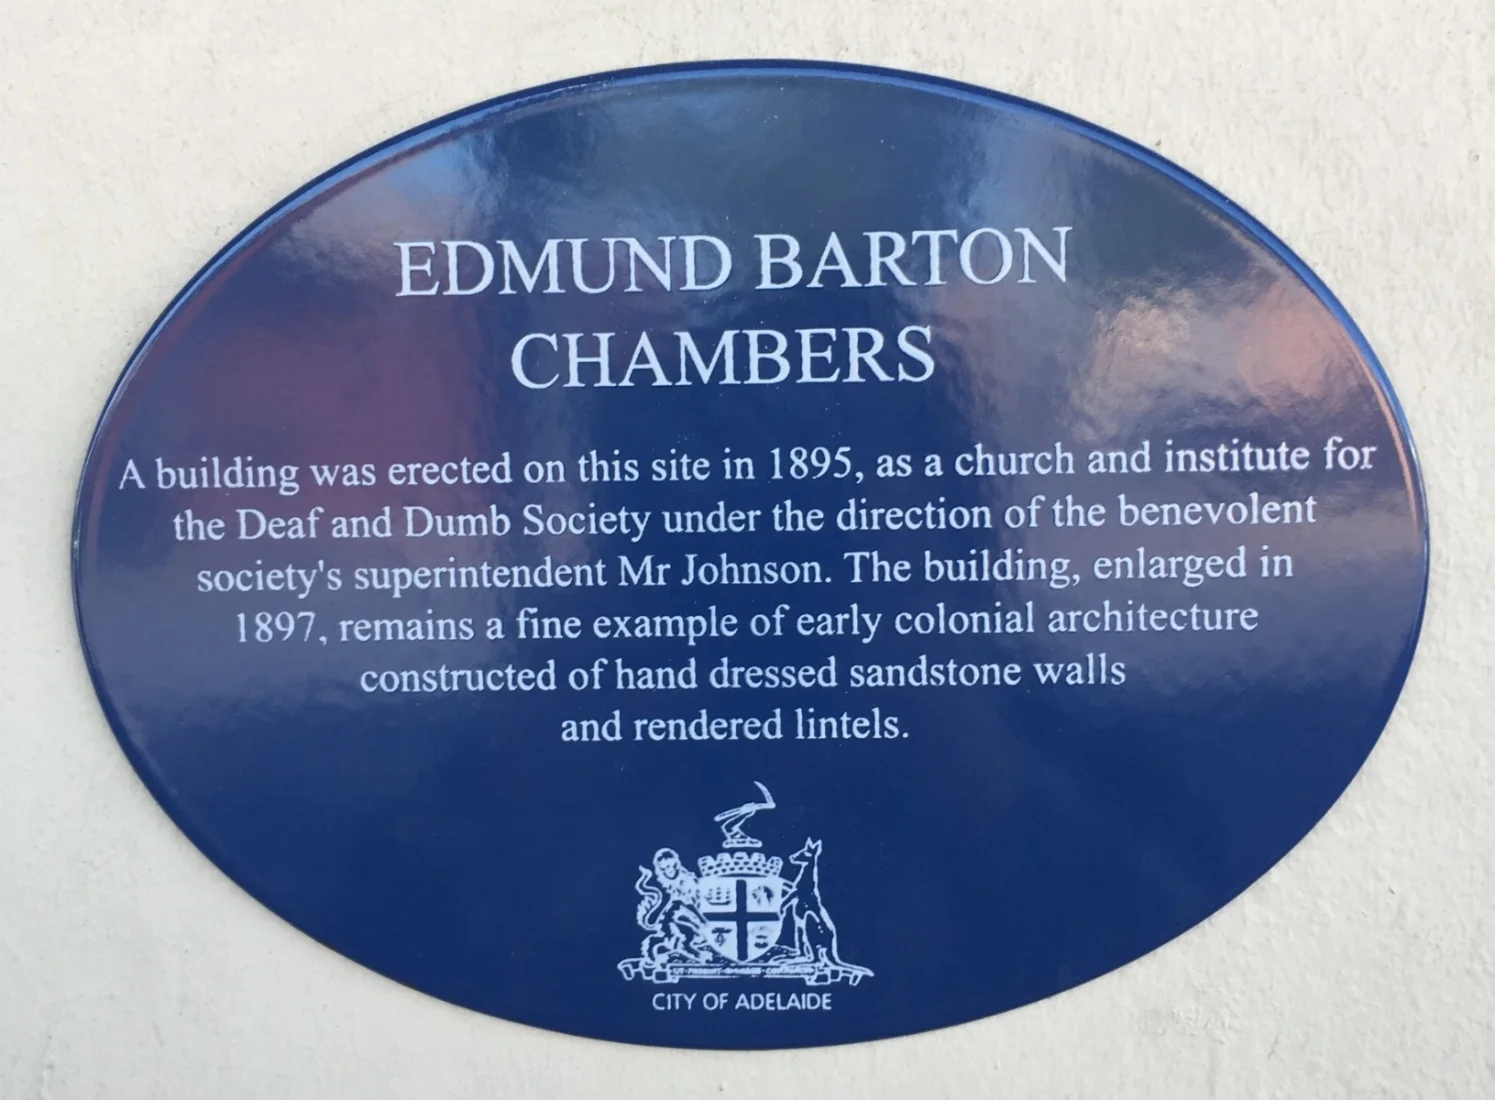 EDMUND BARTON
CHAMBERS
A building was erected on this site in 1895, as a church and institute for
the Deaf and Dumb Society under the direction of the benevolent
society's superintendent Mr Johnson. The building, enlarged in
1897, remains a fine example of early colonial architecture
constructed of hand dressed sandstone walls
and rendered lintels.
CITY OF ADELAIDE